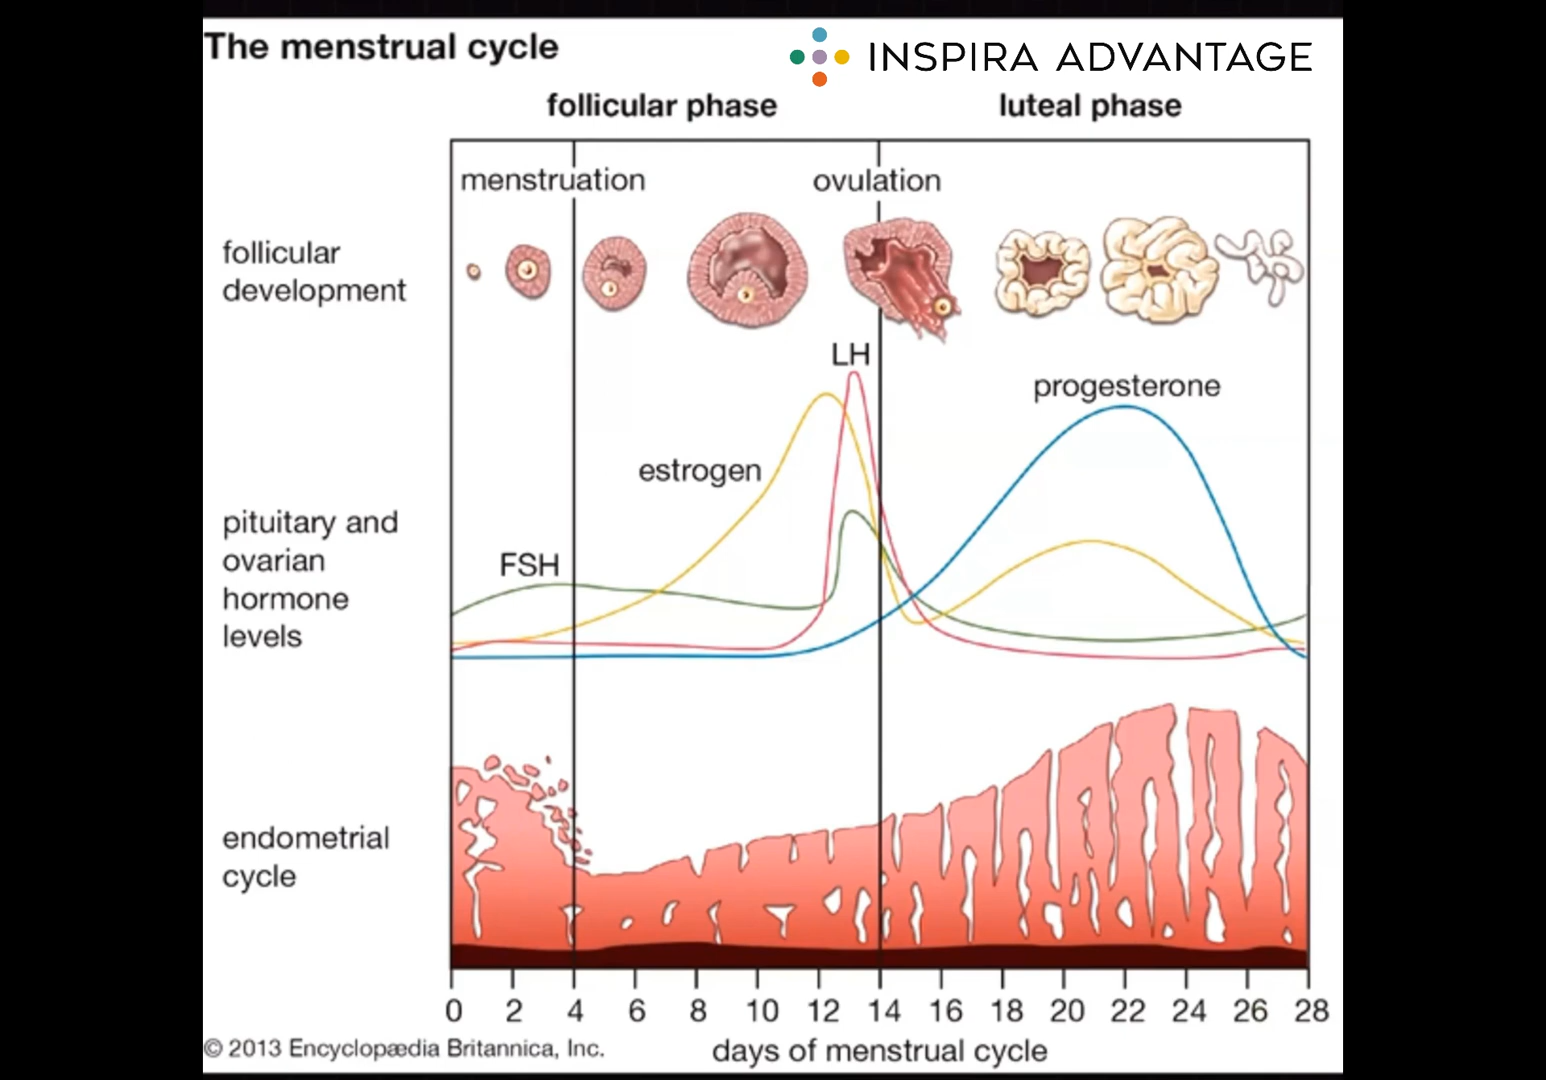 The menstrual cycle
INSPIRA ADVANTAGE
follicular phase
luteal phase
menstruation
ovulation
follicular
development
LH
progesterone
estrogen
FSH
pituitary and
ovarian
hormone
levels
endometrial
cycle
0 2 4 6 8 10 12 14 16 18 20 22 24 26 28
© 2013 Encyclopædia Britannica, Inc.
days of menstrual cycle